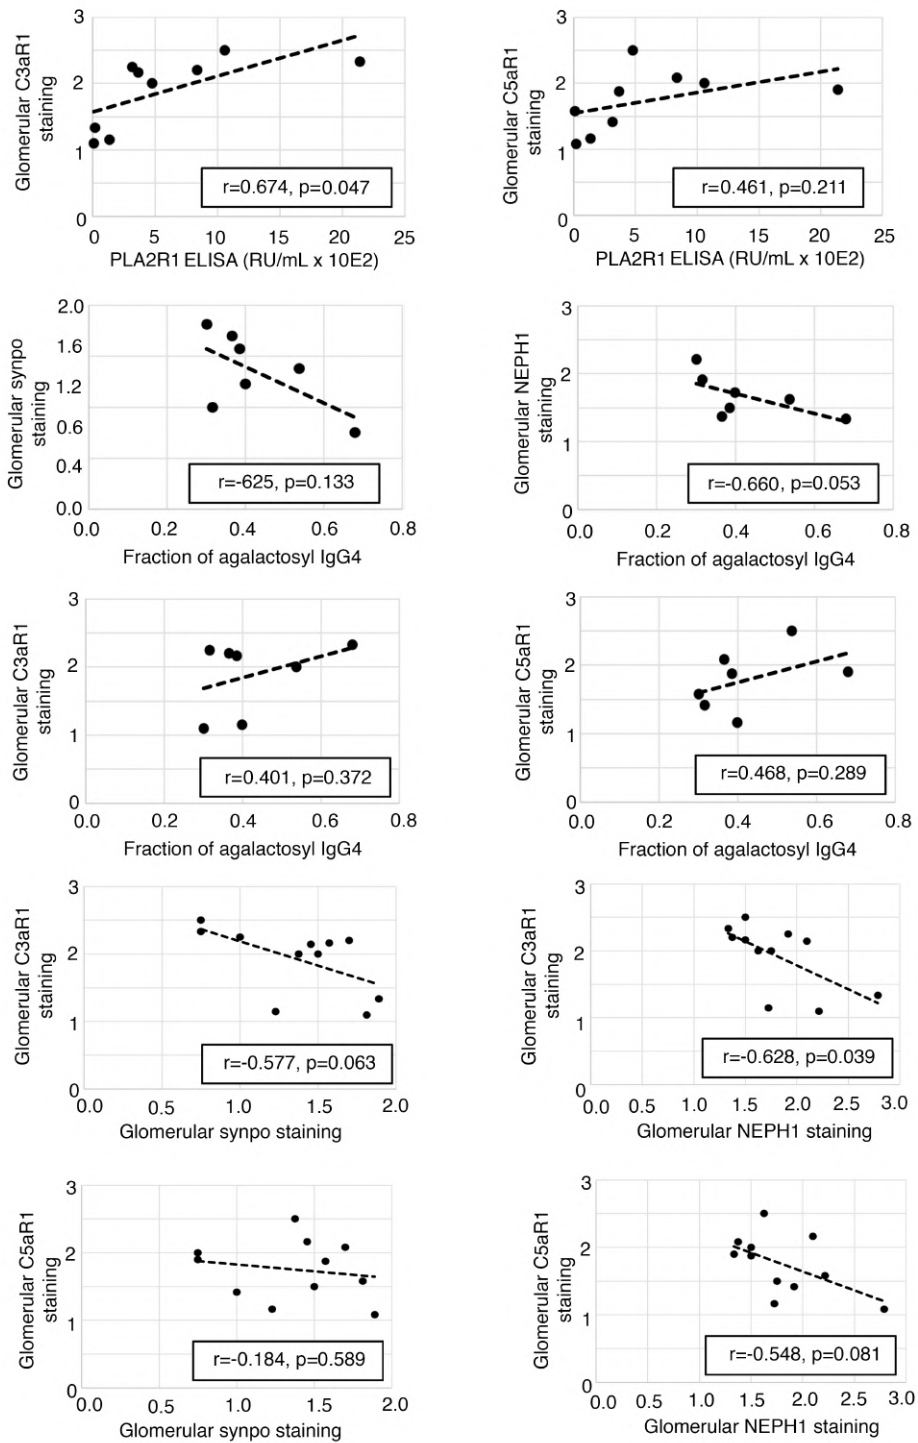 Glomerular C3aR1
staining
3
2
1
0
r=0.674, p=0.047
0 5 10 15 20 25
PLA2R1 ELISA (RU/mL x 10E2)
Glomerular C5aR1
staining
3
2
1
0
r=0.461, p=0.211
0 5 10 15 20 25
PLA2R1 ELISA (RU/mL x 10E2)
Glomerular synpo
staining
2.0
1.6
1.2
0.6
0.4
0.0
r=-625, p=0.133
0.0 0.2 0.4 0.6 0.8
Fraction of agalactosyl IgG4
Glomerular NEPH1
staining
3
2
1
0
r=-0.660, p=0.053
0.0 0.2 0.4 0.6 0.8
Fraction of agalactosyl IgG4
Glomerular C3aR1
staining
3
2
1
0
r=0.401, p=0.372
0.0 0.2 0.4 0.6 0.8
Fraction of agalactosyl IgG4
Glomerular C5aR1
staining
3
2
1
0
r=0.468, p=0.289
0.0 0.2 0.4 0.6 0.8
Fraction of agalactosyl IgG4
Glomerular C3aR1
staining
3
2
1
0
r=-0.577, p=0.063
0.0 0.5 1.0 1.5 2.0
Glomerular synpo staining
Glomerular C3aR1
staining
3
2
1
0
r=-0.628, p=0.039
0.0 0.5 1.0 1.5 2.0 2.5 3.0
Glomerular NEPH1 staining
Glomerular C5aR1
staining
3
2
1
0
r=-0.184, p=0.589
0.0 0.5 1.0 1.5 2.0
Glomerular synpo staining
Glomerular C5aR1
staining
3
2
1
0
r=-0.548, p=0.081
0.0 0.5 1.0 1.5 2.0 2.5 3.0
Glomerular NEPH1 staining